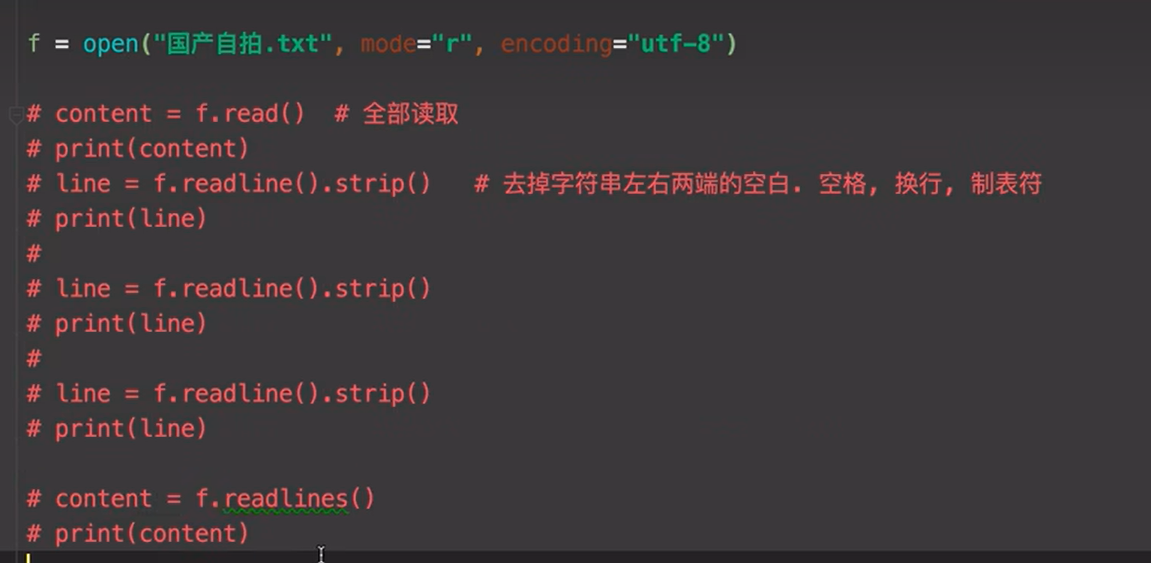 f = open("国产自拍.txt", mode="r", encoding="utf-8")
# content = f.read()  # 全部读取
# print(content)
# line = f.readline().strip()   # 去掉字符串左右两端的空白. 空格, 换行, 制表符
# print(line)
#
# line = f.readline().strip()
# print(line)
#
# line = f.readline().strip()
# print(line)
# content = f.readlines()
# print(content)